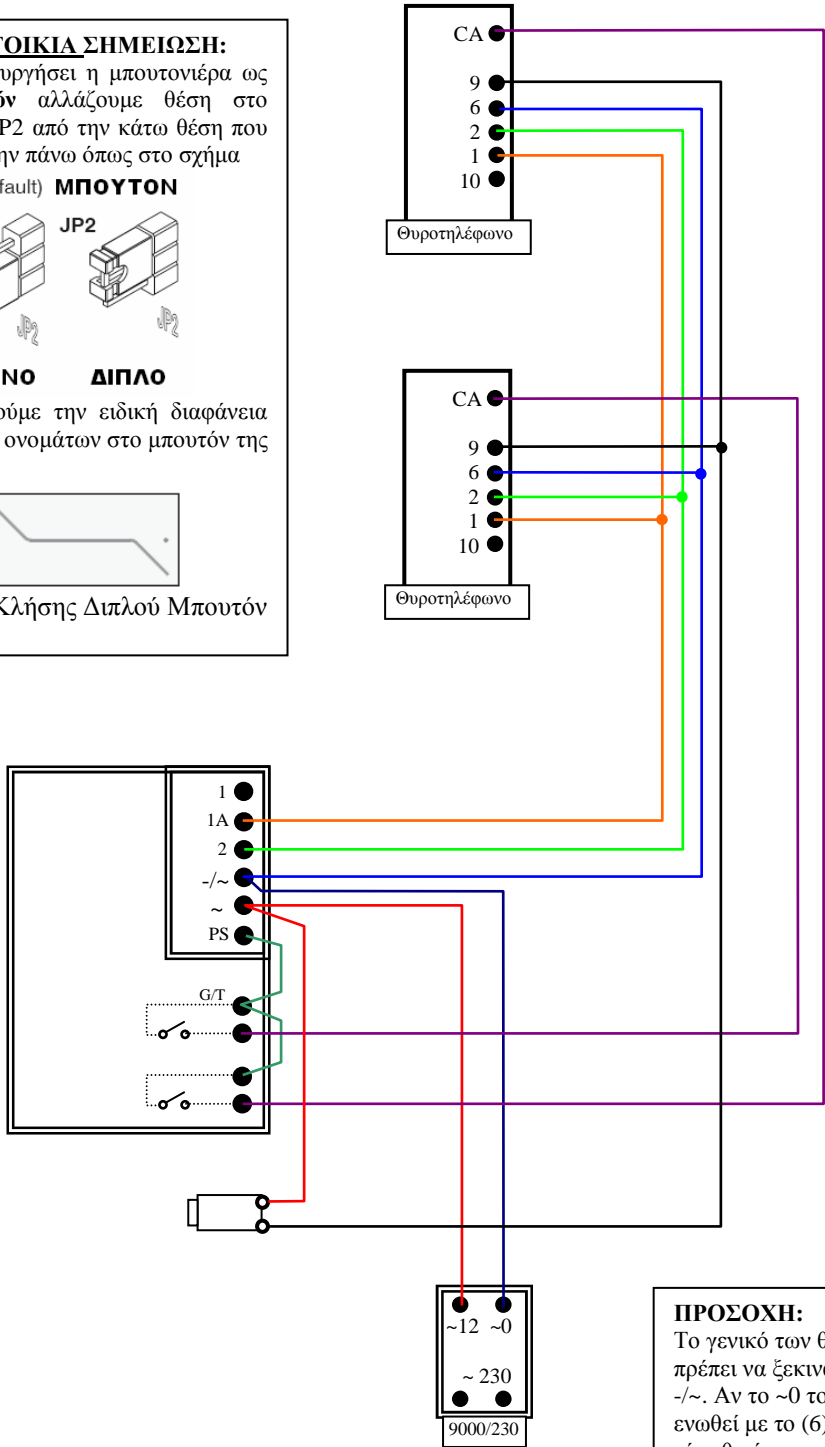 ΤΟΙΚΙΑ ΣΗΜΕΙΩΣΗ:
υργήσει η μπουτονιέρα ως
όν αλλάζουμε θέση στο
P2 από την κάτω θέση που
ην πάνω όπως στο σχήμα
fault) ΜΠΟΥΤΟΝ
JP2
JP2 JP2
ΝΟ ΔΙΠΛΟ
ούμε την ειδική διαφάνεια
ονομάτων στο μπουτόν της
Κλήσης Διπλού Μπουτόν
CA
9
6
2
1
10
Θυροτηλέφωνο
CA
9
6
2
1
10
Θυροτηλέφωνο
1
1A
2
-/~
~
PS
G/T
~12 ~0
~ 230
9000/230
ΠΡΟΣΟΧΗ:
Το γενικό των θ
πρέπει να ξεκιν
-/~. Αν το ~0 το
ενωθεί με το (6)